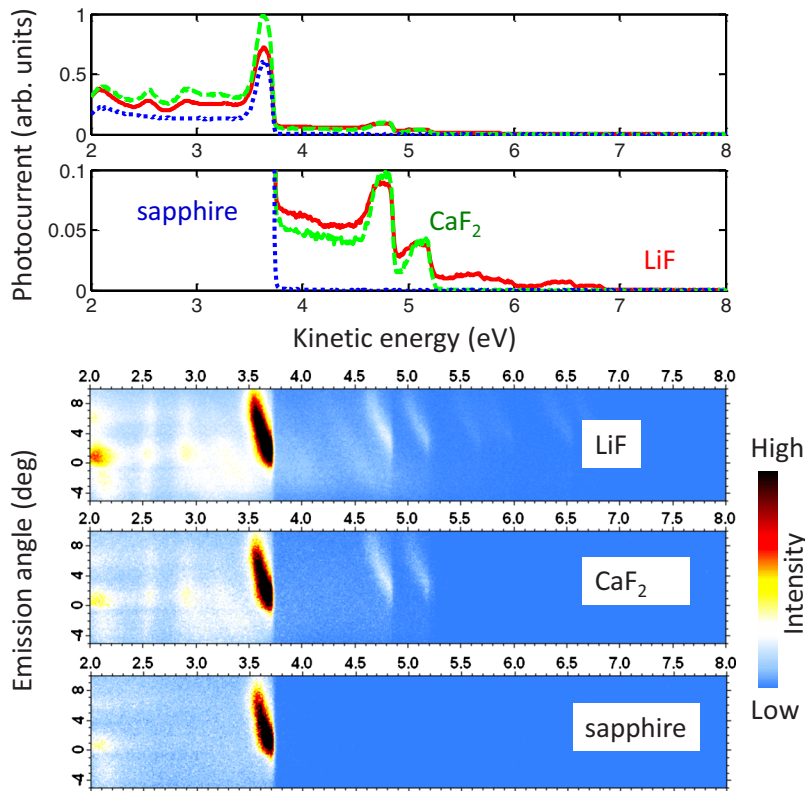 Photocurrent (arb. units)
1
0.5
0
2 3 4 5 6 7 8
0.1
0.05
0
sapphire
CaF₂
LiF
2 3 4 5 6 7 8
Kinetic energy (eV)
Emission angle (deg)
2.0 2.5 3.0 3.5 4.0 4.5 5.0 5.5 6.0 6.5 7.0 7.5 8.0
8
4
0
-4
LiF
2.0 2.5 3.0 3.5 4.0 4.5 5.0 5.5 6.0 6.5 7.0 7.5 8.0
8
4
0
-4
CaF₂
2.0 2.5 3.0 3.5 4.0 4.5 5.0 5.5 6.0 6.5 7.0 7.5 8.0
8
4
0
-4
sapphire
High
Intensity
Low